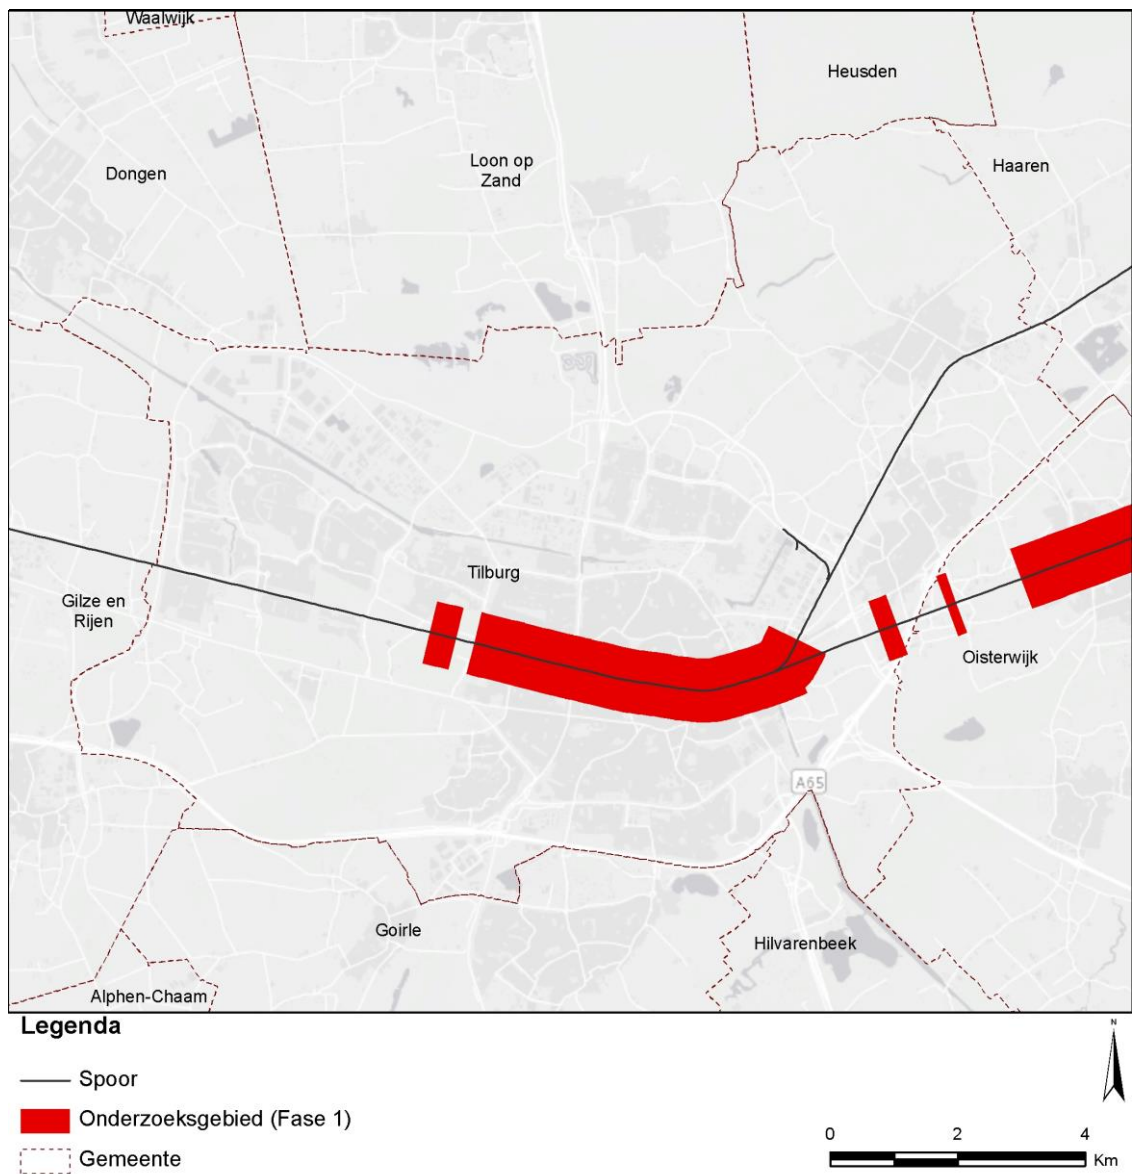 Waalwijk
Heusden
Dongen
Loon op
Zand
Haaren
Tilburg
Gilze en
Rijen
Oisterwijk
A65
Goirle
Hilvarenbeek
Alphen-Chaam
Legenda
Spoor
Onderzoeksgebied (Fase 1)
Gemeente
N
0 2 4
Km